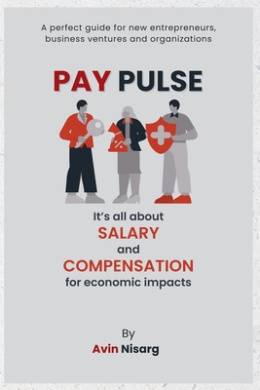 A perfect guide for new entrepreneurs,
business ventures and organizations
PAY PULSE
It's all about
SALARY
and
COMPENSATION
for economic impacts
By
Avin Nisarg